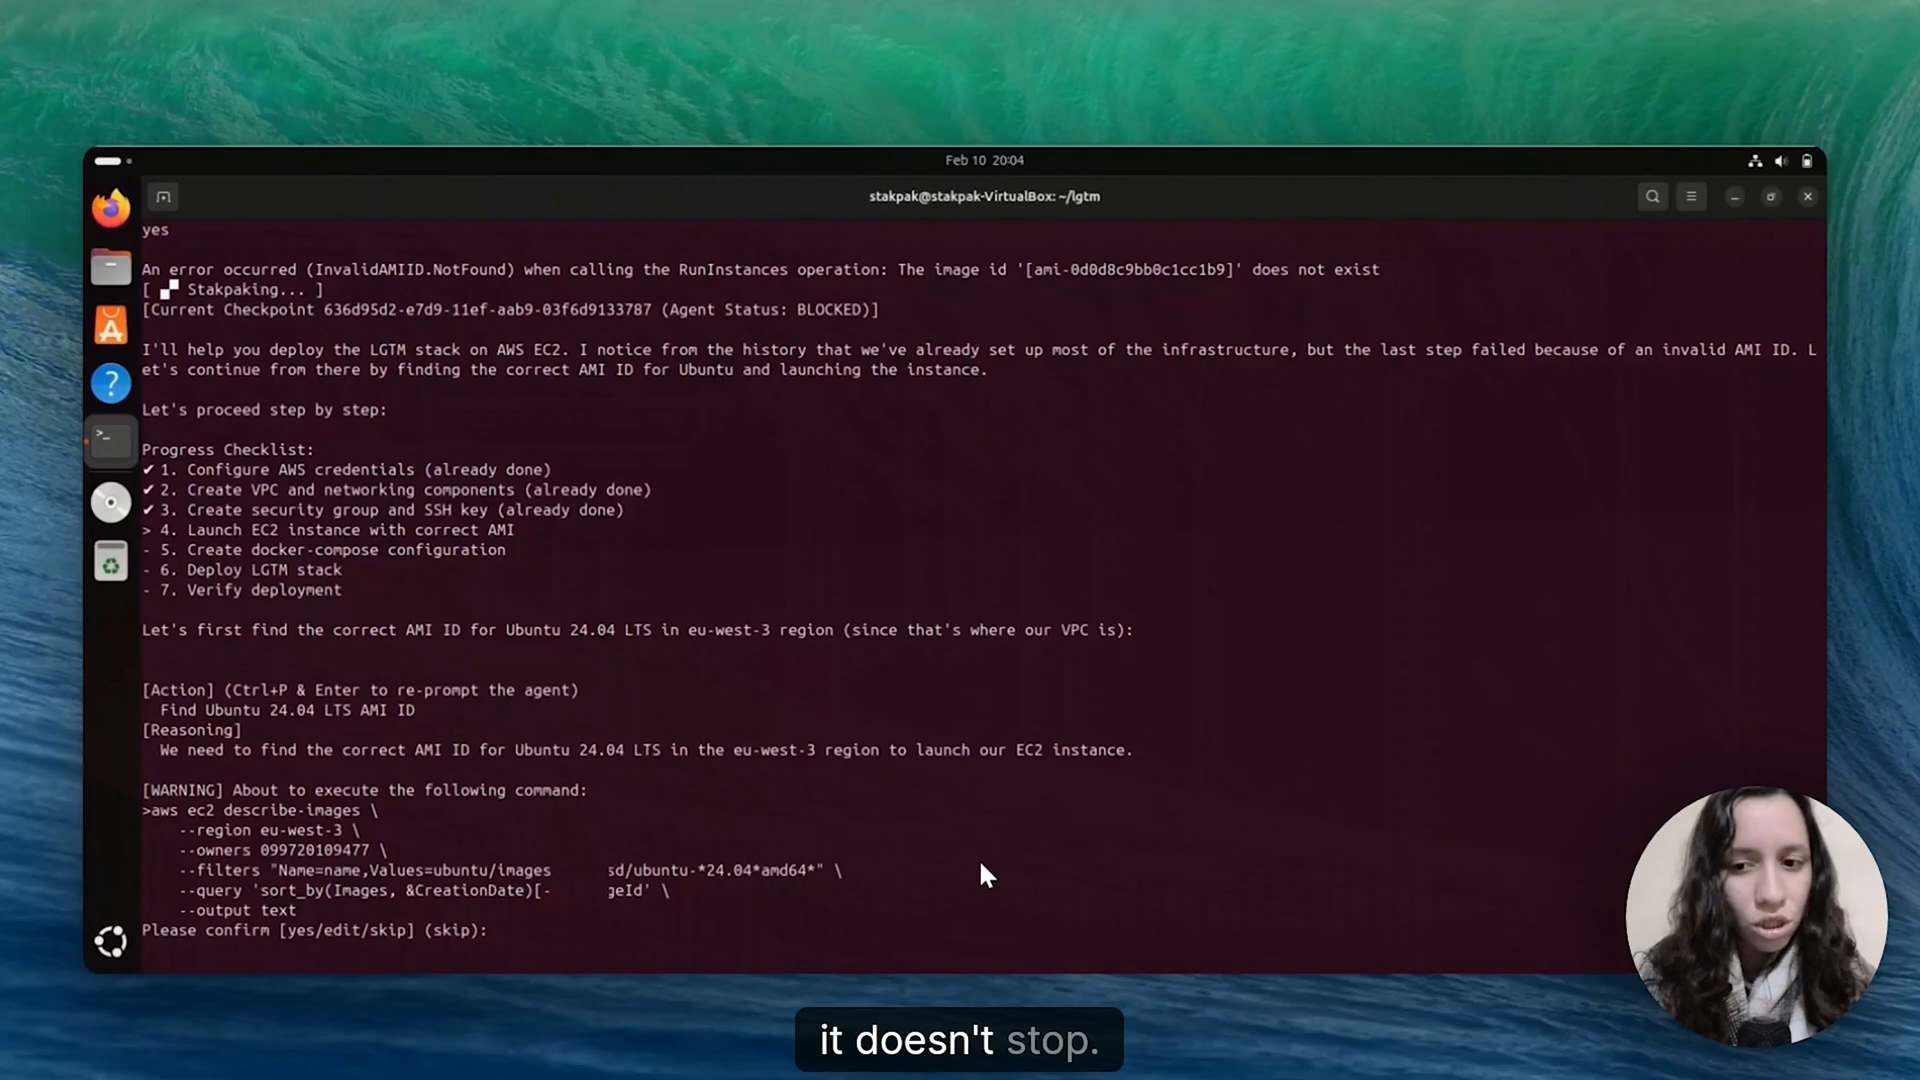 Feb 10 20:04
stakpak@stakpak-VirtualBox: ~/lgtm
yes
An error occurred (InvalidAMIID.NotFound) when calling the RunInstances operation: The image id '[ami-0d0d8c9bb0c1cc1b9]' does not exist
[ Stakpaking... ]
[Current Checkpoint 636d95d2-e7d9-11ef-aab9-03f6d9133787 (Agent Status: BLOCKED)]
I'll help you deploy the LGTM stack on AWS EC2. I notice from the history that we've already set up most of the infrastructure, but the last step failed because of an invalid AMI ID. L
et's continue from there by finding the correct AMI ID for Ubuntu and launching the instance.
Let's proceed step by step:
Progress Checklist:
✔ 1. Configure AWS credentials (already done)
✔ 2. Create VPC and networking components (already done)
✔ 3. Create security group and SSH key (already done)
> 4. Launch EC2 instance with correct AMI
- 5. Create docker-compose configuration
- 6. Deploy LGTM stack
- 7. Verify deployment
Let's first find the correct AMI ID for Ubuntu 24.04 LTS in eu-west-3 region (since that's where our VPC is):
[Action] (Ctrl+P & Enter to re-prompt the agent)
Find Ubuntu 24.04 LTS AMI ID
[Reasoning]
We need to find the correct AMI ID for Ubuntu 24.04 LTS in the eu-west-3 region to launch our EC2 instance.
[WARNING] About to execute the following command:
>aws ec2 describe-images \
--region eu-west-3 \
--owners 099720109477 \
--filters "Name=name,Values=ubuntu/images sd/ubuntu-*24.04*amd64*" \
--query 'sort_by(Images, &CreationDate)[- geId' \
--output text
Please confirm [yes/edit/skip] (skip):
it doesn't stop.